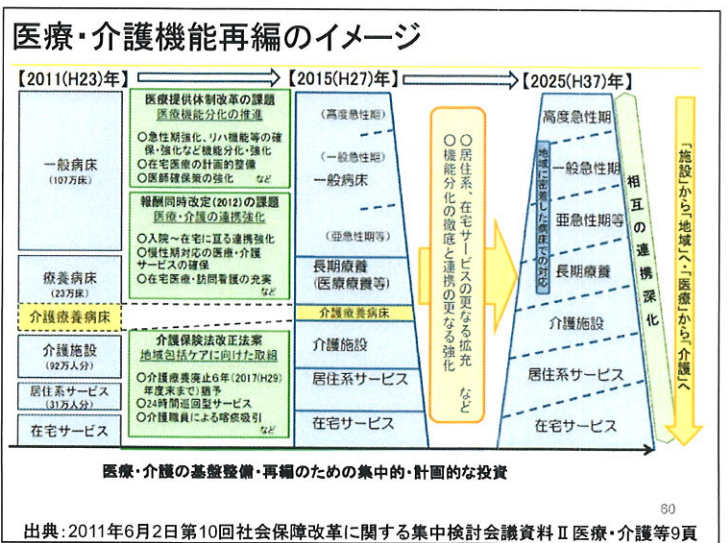 医療・介護機能再編のイメージ
【2011(H23)年】
【2015(H27)年】
【2025(H37)年】
一般病床
(107万床)
療養病床
(23万床)
介護療養病床
介護施設
(92万人分)
居住系サービス
(31万人分)
在宅サービス
医療提供体制改革の課題
医療機能分化の推進
○急性期強化、リハ機能等の確
保・強化など機能分化・強化
○在宅医療の計画的整備
○医師確保策の強化 など
報酬同時改定(2012)の課題
医療・介護の連携強化
○入院～在宅に亘る連携強化
○慢性期対応の医療・介護
サービスの確保
○在宅医療・訪問看護の充実
など
介護保険法改正法案
地域包括ケアに向けた取組
○介護療養廃止6年(2017(H29)
年度末まで)猶予
○24時間巡回型サービス
○介護職員による喀痰吸引
など
(高度急性期)
(一般急性期)
一般病床
(亜急性期等)
長期療養
(医療療養等)
介護療養病床
介護施設
居住系サービス
在宅サービス
○居住系、在宅サービスの更なる拡充 など
○機能分化の徹底と連携の更なる強化
高度急性期
一般急性期
亜急性期等
長期療養
介護施設
居住系サービス
在宅サービス
地域に密着した病床での対応
相互の連携深化
「施設」から「地域」へ・「医療」から「介護」へ
医療・介護の基盤整備・再編のための集中的・計画的な投資
60
出典：2011年6月2日第10回社会保障改革に関する集中検討会議資料Ⅱ医療・介護等9頁